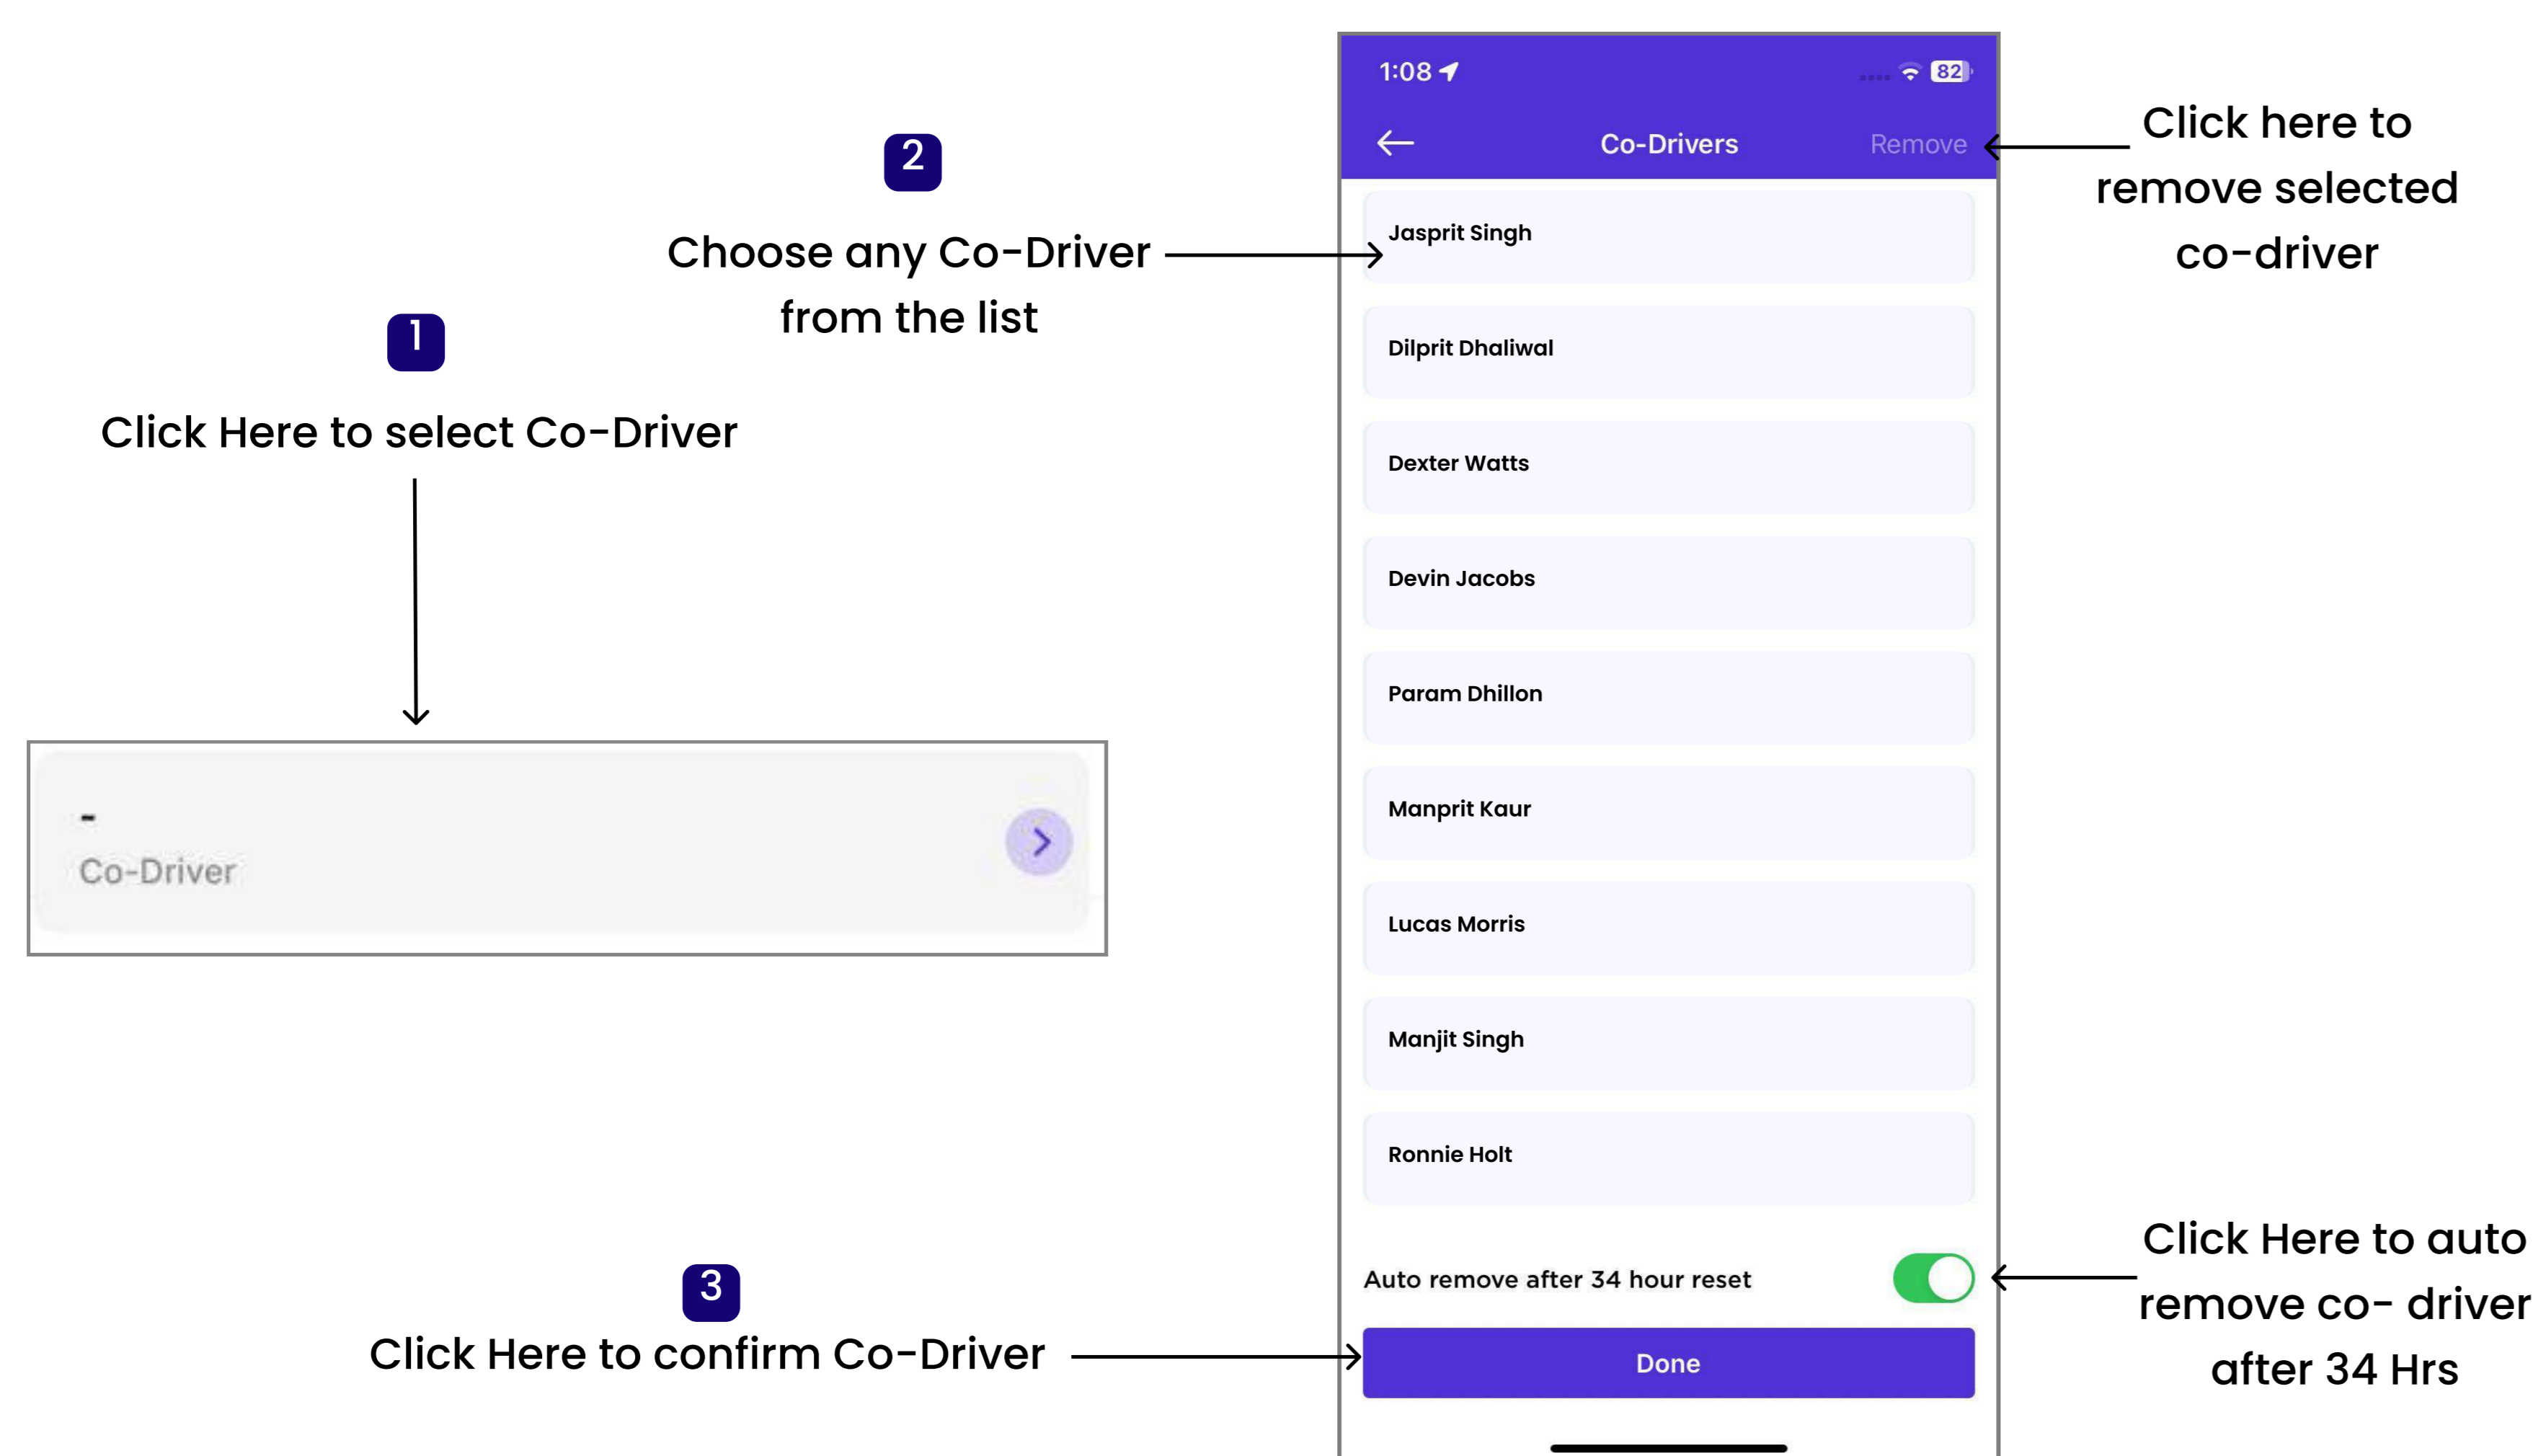 1
Click Here to select Co-Driver
-
Co-Driver
2
Choose any Co-Driver
from the list
3
Click Here to confirm Co-Driver
1:08
82
Co-Drivers
Remove
Jasprit Singh
Dilprit Dhaliwal
Dexter Watts
Devin Jacobs
Param Dhillon
Manprit Kaur
Lucas Morris
Manjit Singh
Ronnie Holt
Auto remove after 34 hour reset
Done
Click here to
remove selected
co-driver
Click Here to auto
remove co- driver
after 34 Hrs